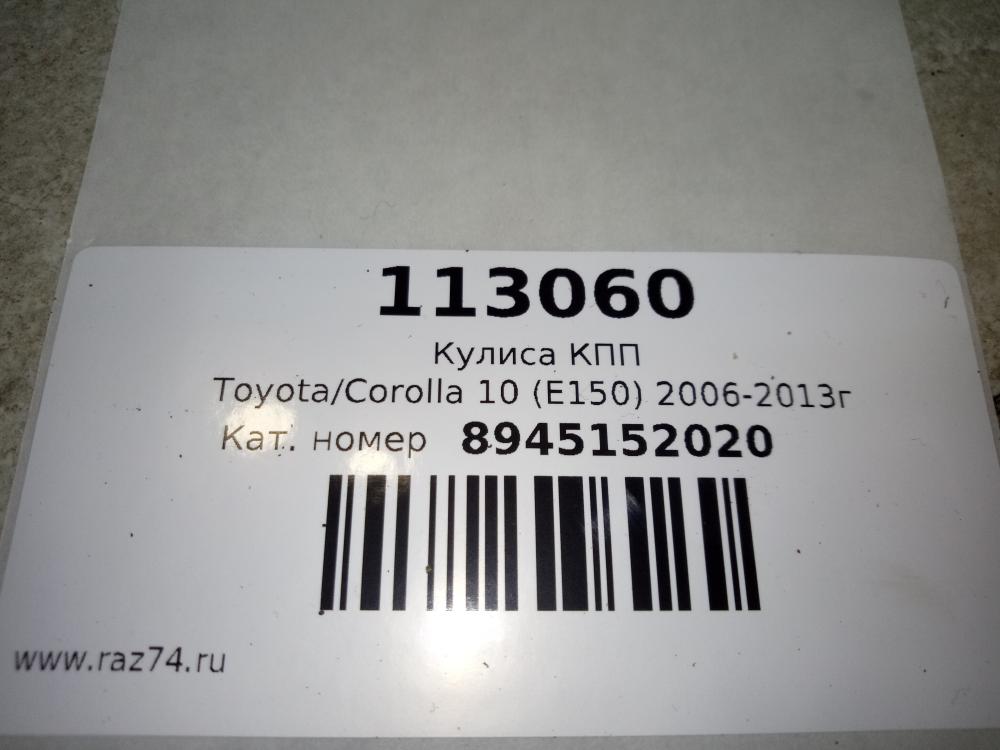 113060
Кулиса КПП
Toyota/Corolla 10 (E150) 2006-2013г
Кат. номер 8945152020
www.raz74.ru